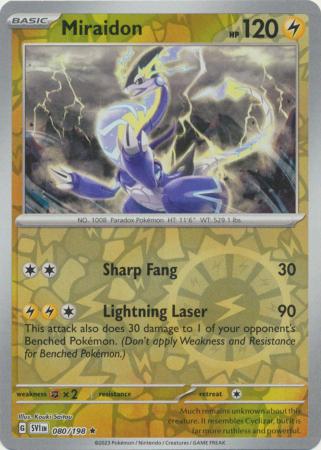 BASIC
Miraidon
HP 120
NO. 1008 Paradox Pokémon HT: 11'6" WT: 529.1 lbs.
Sharp Fang 30
Lightning Laser 90
This attack also does 30 damage to 1 of your opponent's
Benched Pokémon. (Don't apply Weakness and Resistance
for Benched Pokémon.)
weakness ×2 resistance retreat
Illus. Kouki Saitou
G SVI EN 080/198 ★
Much remains unknown about this
creature. It resembles Cyclizar, but it is
far more ruthless and powerful.
©2023 Pokémon / Nintendo / Creatures / GAME FREAK